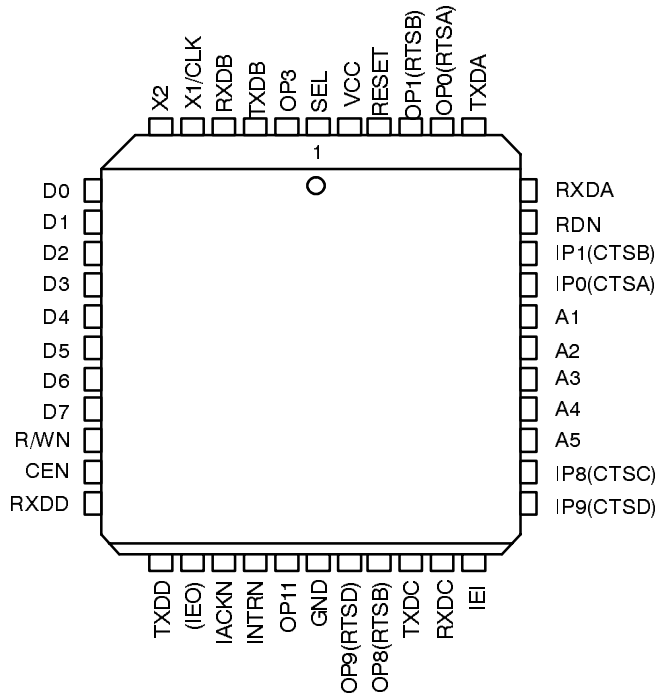 X2
X1/CLK
RXDB
TXDB
OP3
SEL
VCC
RESET
OP1(RTSB)
OP0(RTSA)
TXDA
1
D0
D1
D2
D3
D4
D5
D6
D7
R/WN
CEN
RXDD
RXDA
RDN
IP1(CTSB)
IP0(CTSA)
A1
A2
A3
A4
A5
IP8(CTSC)
IP9(CTSD)
TXDD
(IEO)
IACKN
INTRN
OP11
GND
OP9(RTSD)
OP8(RTSB)
TXDC
RXDC
IEI